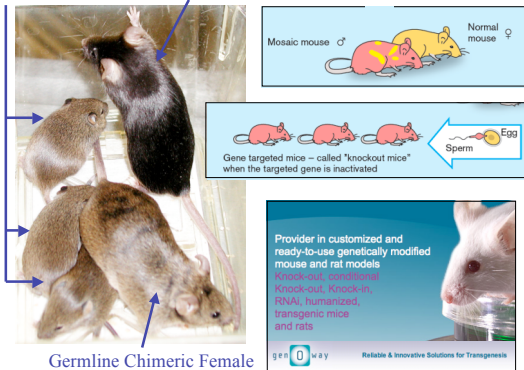 Germline Chimeric Female
Mosaic mouse ♂
Normal
mouse ♀
Gene targeted mice – called "knockout mice"
when the targeted gene is inactivated
Egg
Sperm
Provider in customized and
ready-to-use genetically modified
mouse and rat models
Knock-out, conditional
Knock-out, Knock-in,
RNAi, humanized,
transgenic mice
and rats
genOway
Reliable & Innovative Solutions for Transgenesis